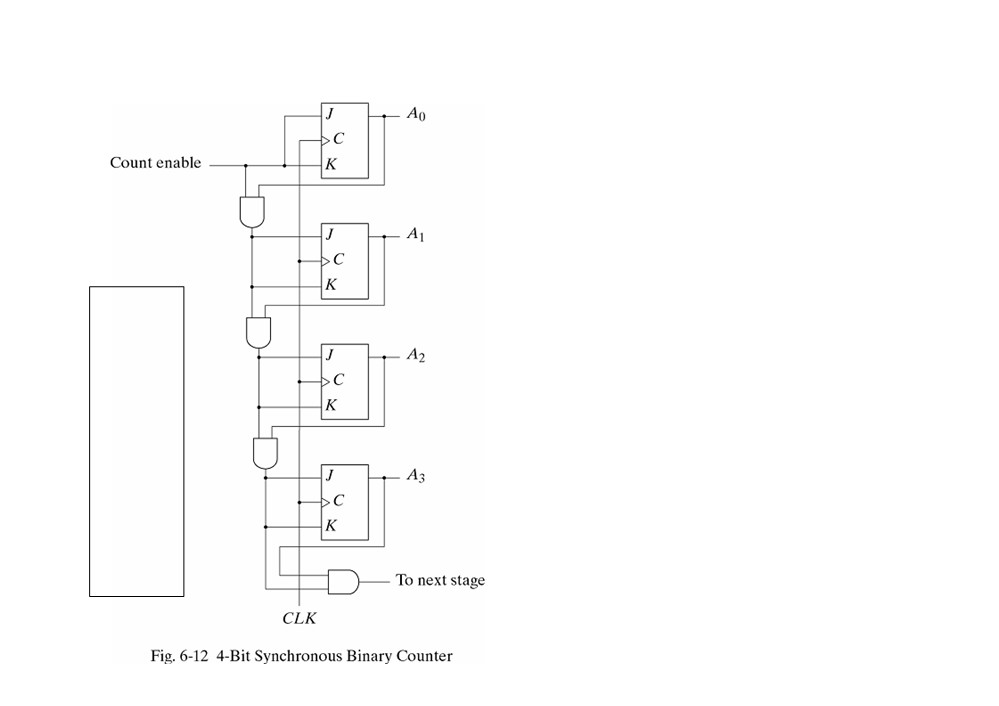 J
A0
C
Count enable
K
J
A1
C
K
J
A2
C
K
J
A3
C
K
To next stage
CLK
Fig. 6-12 4-Bit Synchronous Binary Counter